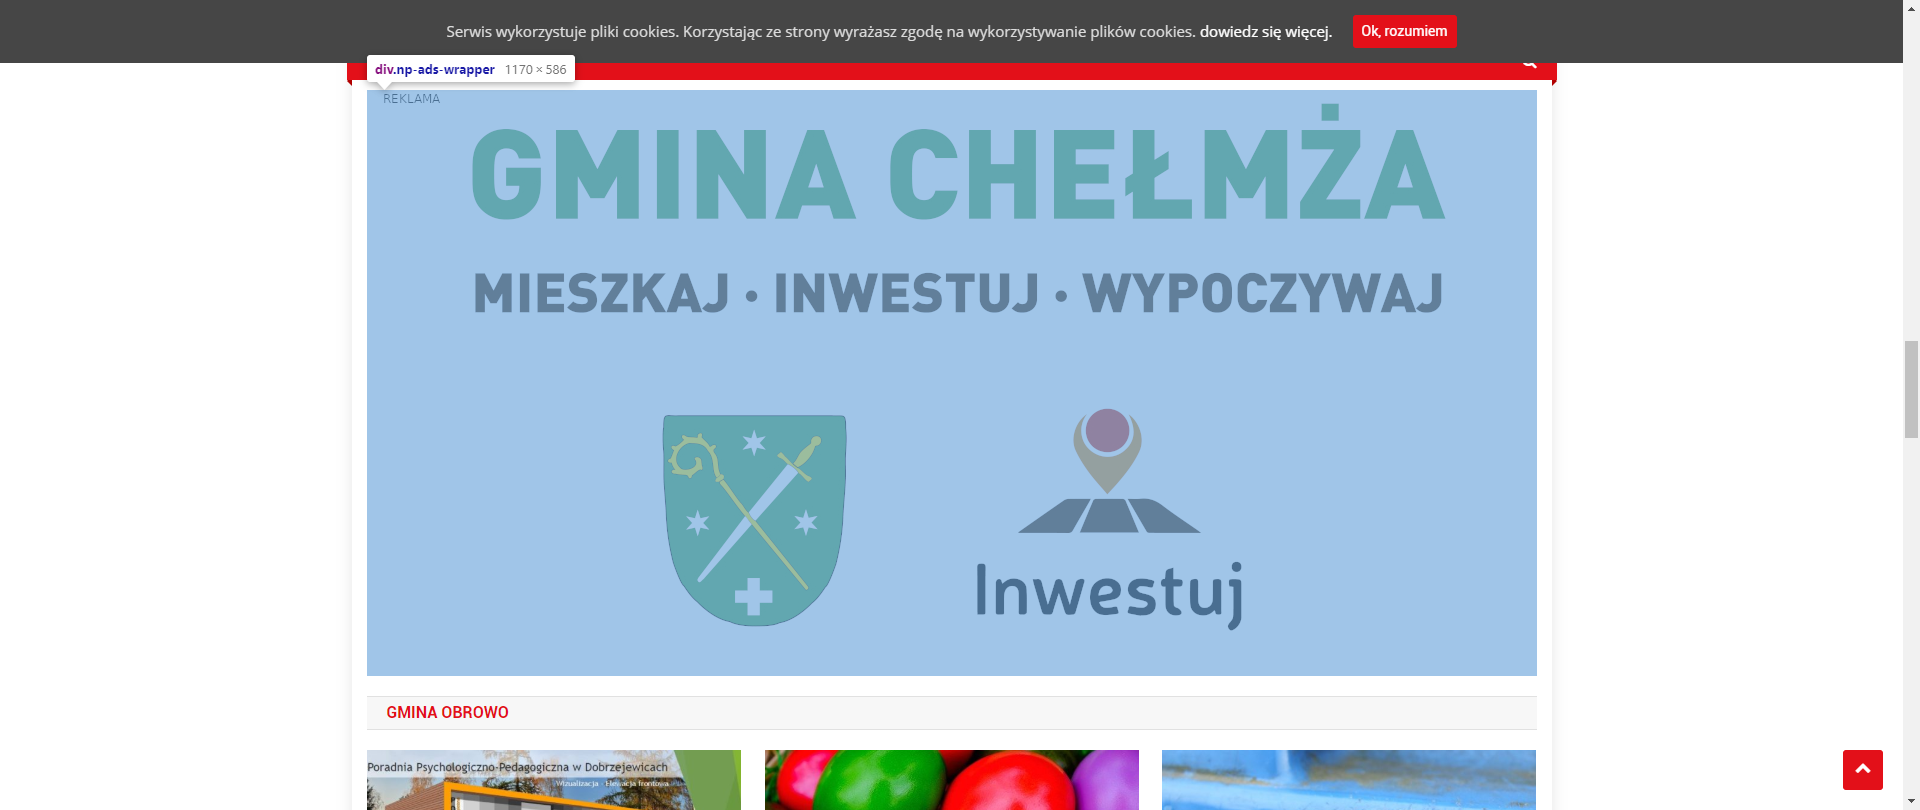 Serwis wykorzystuje pliki cookies. Korzystając ze strony wyrażasz zgodę na wykorzystywanie plików cookies. dowiedz się więcej.
Ok, rozumiem
div.np-ads-wrapper 1170 × 586
REKLAMA
GMINA CHEŁMŻA
MIESZKAJ • INWESTUJ • WYPOCZYWAJ
Inwestuj
GMINA OBROWO
Poradnia Psychologiczno-Pedagogiczna w Dobrzejewicach
Wizualizacja - Elewacja frontowa